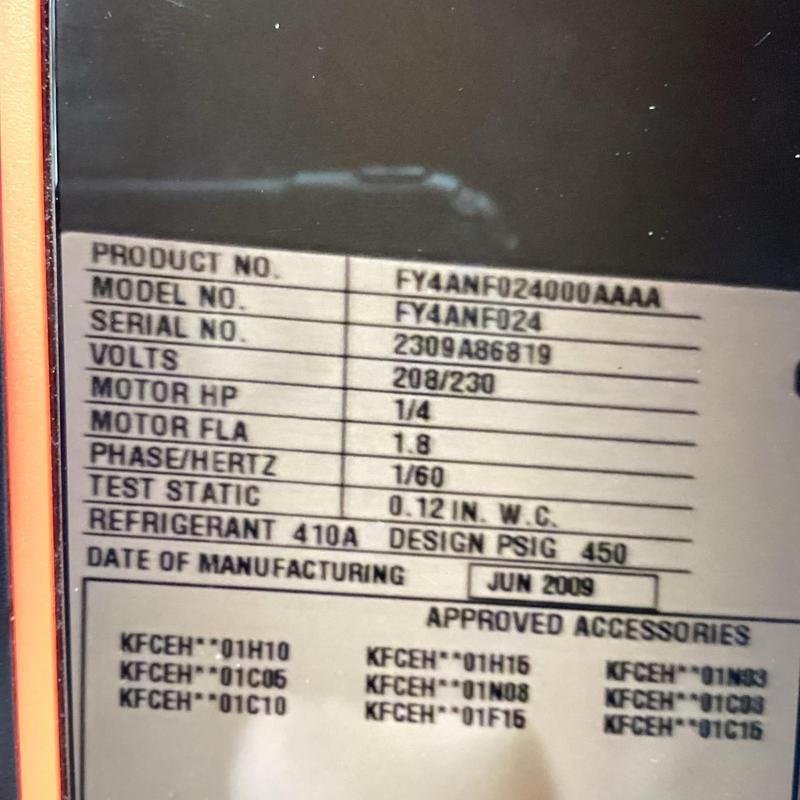 PRODUCT NO. FY4ANF024000AAAA
MODEL NO. FY4ANF024
SERIAL NO. 2309A86819
VOLTS 208/230
MOTOR HP 1/4
MOTOR FLA 1.8
PHASE/HERTZ 1/60
TEST STATIC 0.12 IN. W.C.
REFRIGERANT 410A DESIGN PSIG 450
DATE OF MANUFACTURING JUN 2009
APPROVED ACCESSORIES
KFCEH**01H10 KFCEH**01H15 KFCEH**01N03
KFCEH**01C05 KFCEH**01N08 KFCEH**01C03
KFCEH**01C10 KFCEH**01F15 KFCEH**01C15